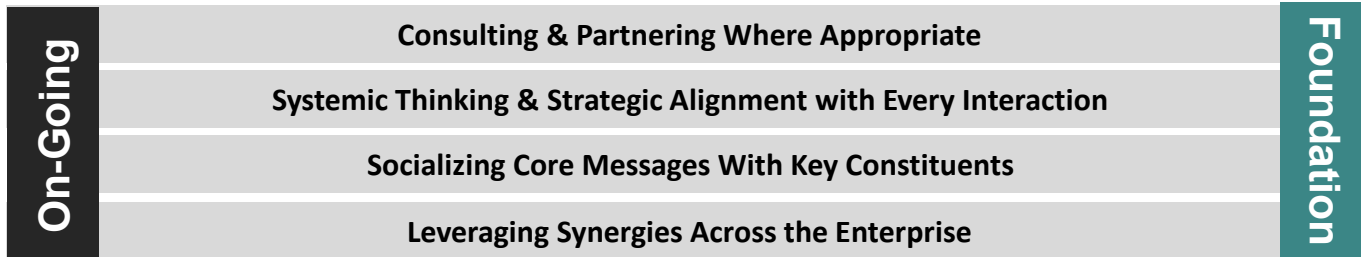 On-Going
Consulting & Partnering Where Appropriate
Systemic Thinking & Strategic Alignment with Every Interaction
Socializing Core Messages With Key Constituents
Leveraging Synergies Across the Enterprise
Foundation